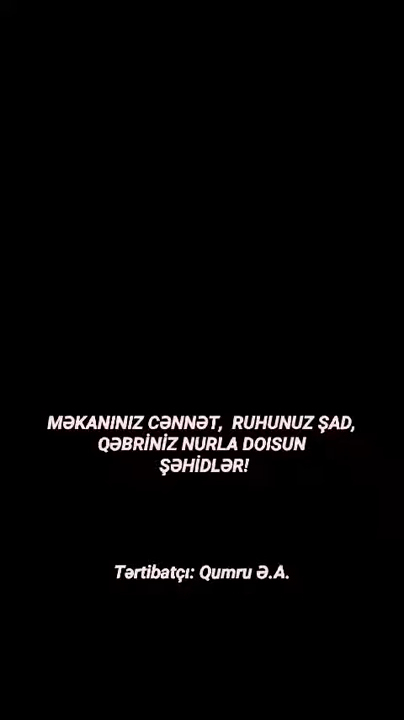 MƏKANINIZ CƏNNƏT, RUHUNUZ ŞAD,
QƏBRİNİZ NURLA DOISUN
ŞƏHİDLƏR!
Tərtibatçı: Qumru Ə.A.